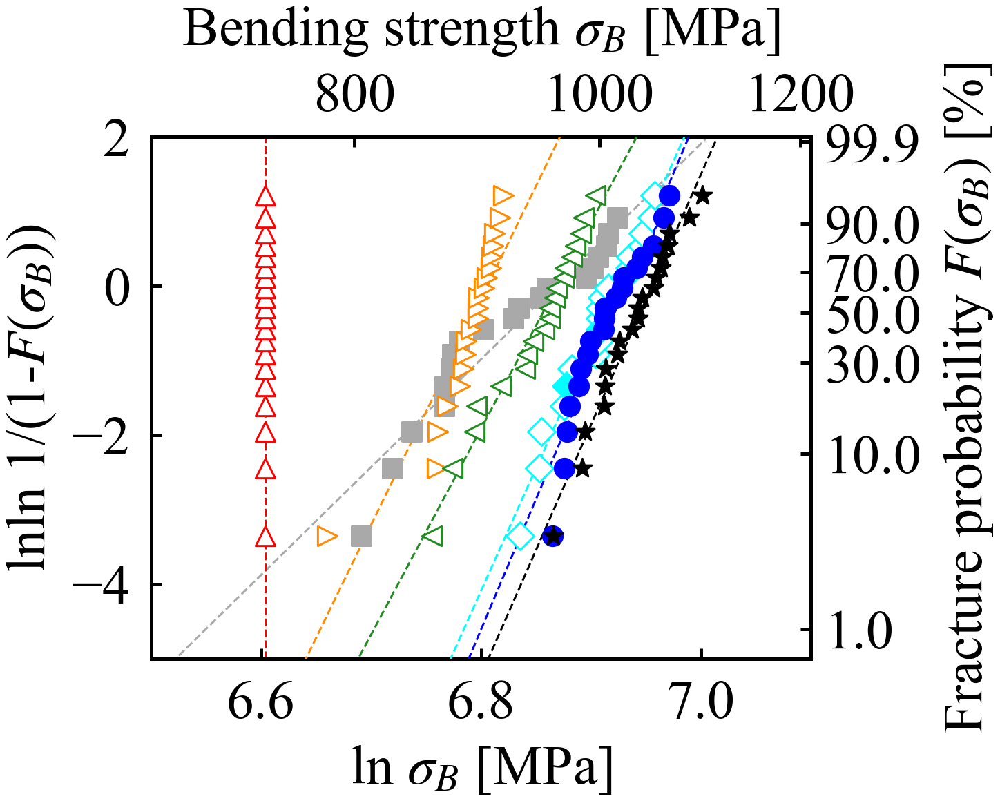 Bending strength σB [MPa]
800 1000 1200
lnln 1/(1-F(σB))
2
0
−2
−4
99.9
90.0
70.0
50.0
30.0
10.0
1.0
Fracture probability F(σB) [%]
6.6 6.8 7.0
ln σB [MPa]